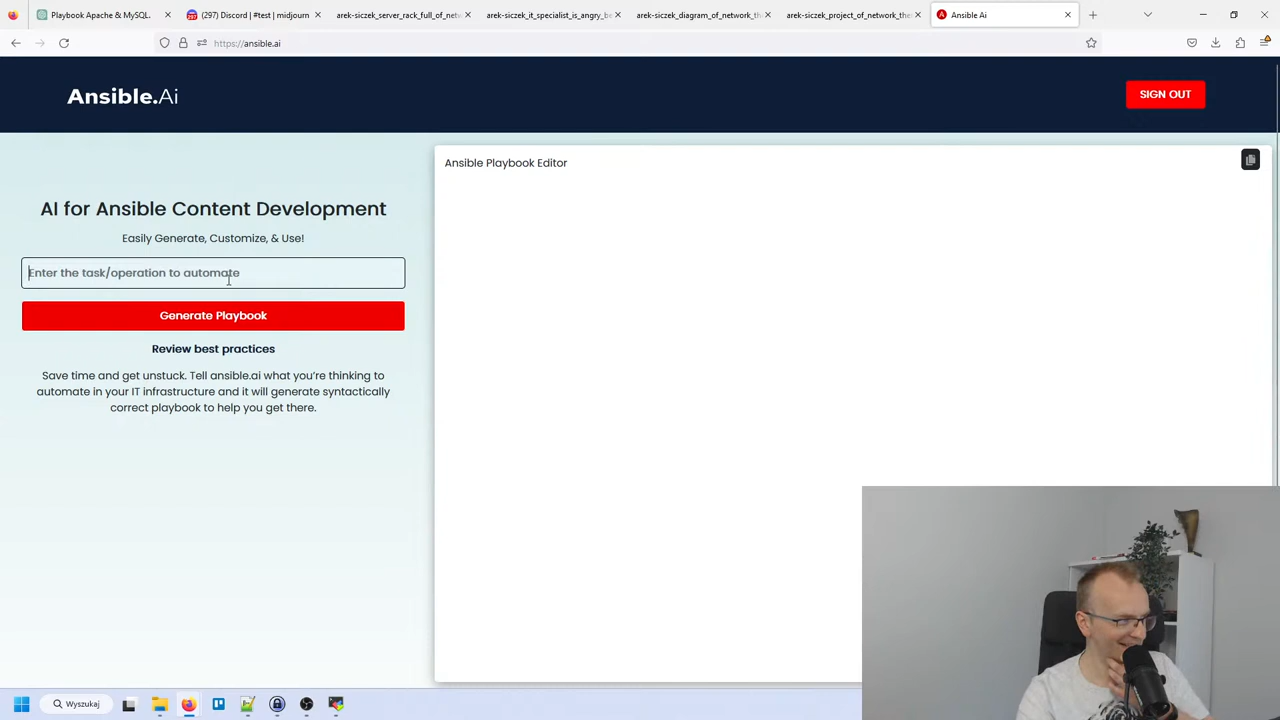 Playbook Apache & MySQL.
(297) Discord | #test | midjourn
arek-siczek_server_rack_full_of_netw
arek-siczek_it_specialist_is_angry_be
arek-siczek_diagram_of_network_th
arek-siczek_project_of_network_the
Ansible Ai
https://ansible.ai
Ansible.Ai
SIGN OUT
AI for Ansible Content Development
Easily Generate, Customize, & Use!
Enter the task/operation to automate
Generate Playbook
Review best practices
Save time and get unstuck. Tell ansible.ai what you're thinking to
automate in your IT infrastructure and it will generate syntactically
correct playbook to help you get there.
Ansible Playbook Editor
Wyszukaj